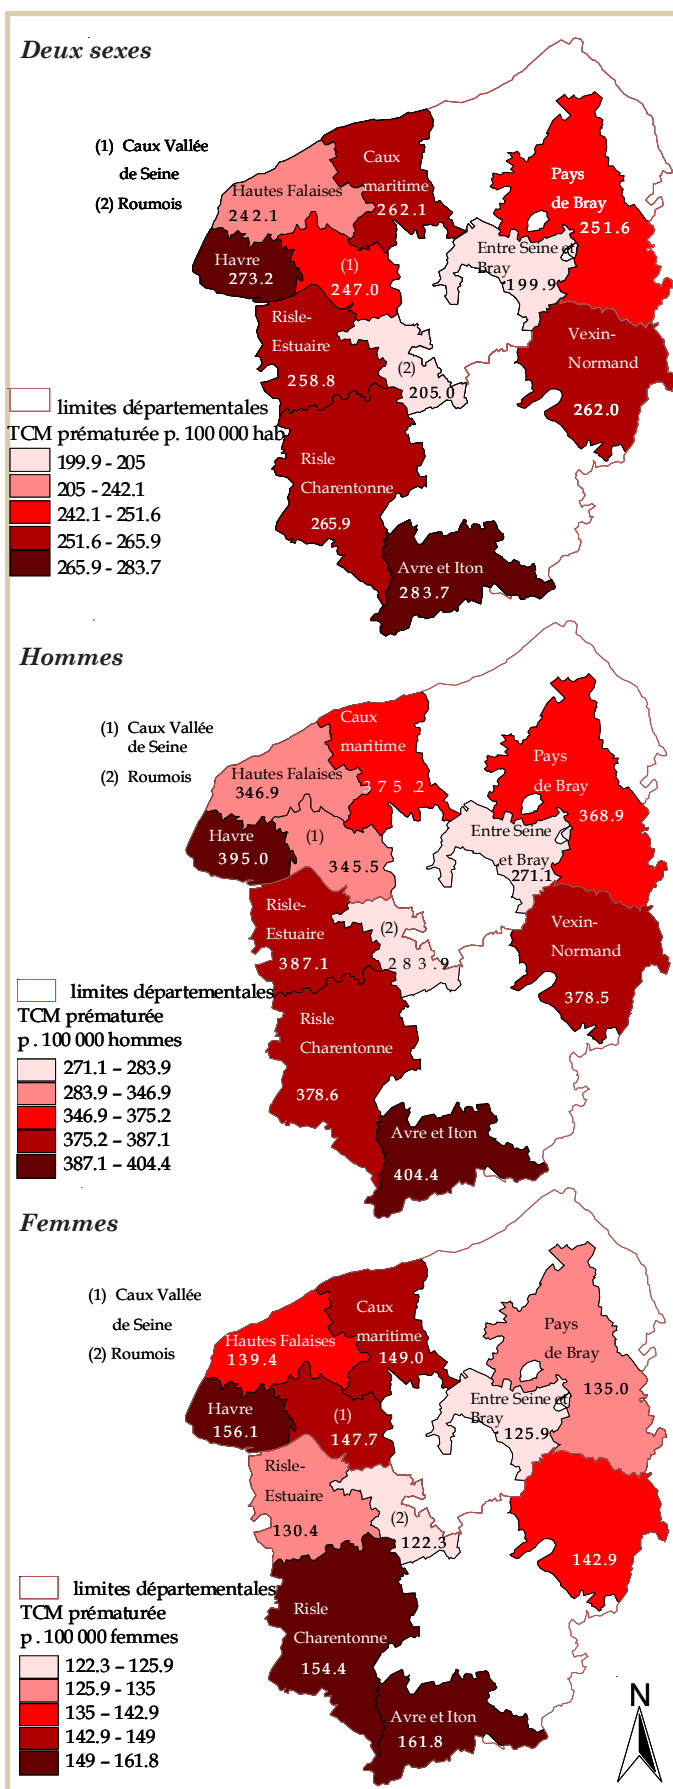 Deux sexes
(1) Caux Vallée
de Seine
(2) Roumois
Caux
maritime
262.1
Hautes Falaises
242.1
Pays
de Bray
251.6
Havre
273.2
(1)
247.0
Entre Seine et
Bray
199.9
Risle-
Estuaire
258.8
(2)
205.0
Vexin-
Normand
262.0
limites départementales
TCM prématurée p. 100 000 hab
199.9 - 205
205 - 242.1
242.1 - 251.6
251.6 - 265.9
265.9 - 283.7
Risle
Charentonne
265.9
Avre et Iton
283.7
Hommes
(1) Caux Vallée
de Seine
(2) Roumois
Caux
maritime
375.2
Hautes Falaises
346.9
Pays
de Bray
368.9
Havre
395.0
(1)
345.5
Entre Seine
et Bray
271.1
Risle-
Estuaire
387.1
(2)
283.9
Vexin-
Normand
378.5
limites départementales
TCM prématurée
p . 100 000 hommes
271.1 – 283.9
283.9 – 346.9
346.9 – 375.2
375.2 – 387.1
387.1 – 404.4
Risle
Charentonne
378.6
Avre et Iton
404.4
Femmes
(1) Caux Vallée
de Seine
(2) Roumois
Caux
maritime
149.0
Hautes Falaises
139.4
Pays
de Bray
135.0
Havre
156.1
(1)
147.7
Entre Seine et
Bray
125.9
Risle-
Estuaire
130.4
(2)
122.3
142.9
limites départementales
TCM prématurée
p . 100 000 femmes
122.3 – 125.9
125.9 – 135
135 – 142.9
142.9 – 149
149 – 161.8
Risle
Charentonne
154.4
Avre et Iton
161.8
N